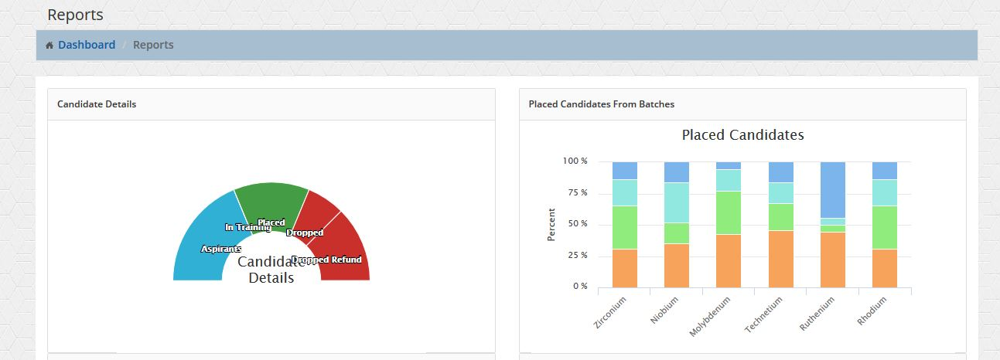 Reports
Dashboard / Reports
Candidate Details
Placed Candidates From Batches
Placed Candidates
100 %
75 %
50 %
25 %
0 %
Percent
Zirconium
Niobium
Molybdenum
Technetium
Ruthenium
Rhodium
Placed
In Training
Dropped
Aspirants
Dropped Refund
Candidate
Details